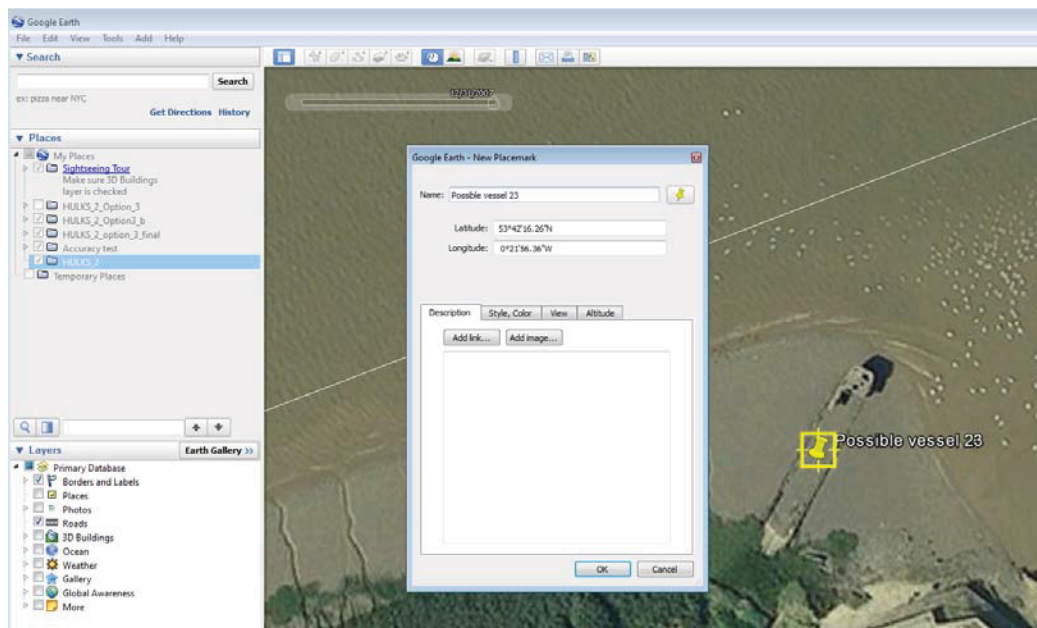 Google Earth
File Edit View Tools Add Help
Search
Search
ex: pizza near NYC
Get Directions History
Places
My Places
Sightseeing Tour
Make sure 3D Buildings
layer is checked
HULKS_2_Option_3
HULKS_2_Option3_b
HULKS_2_option_3_final
Accuracy test
HULKS_2
Temporary Places
Layers
Earth Gallery >>
Primary Database
Borders and Labels
Places
Photos
Roads
3D Buildings
Ocean
Weather
Gallery
Global Awareness
More
12/31/2007
Google Earth - New Placemark
Name: Possible vessel 23
Latitude: 53°42'16.26"N
Longitude: 0°21'56.36"W
Description Style, Color View Altitude
Add link... Add image...
OK Cancel
Possible vessel 23